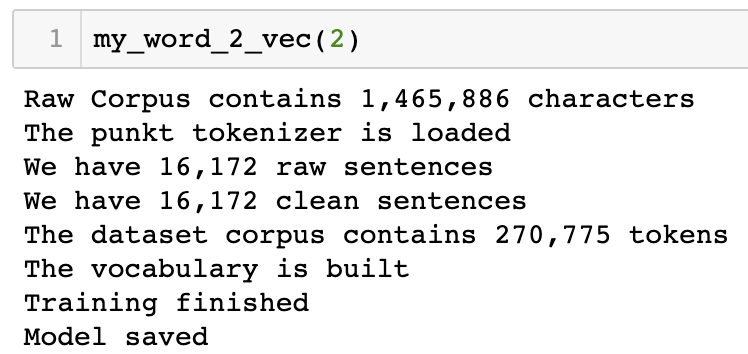 1 my_word_2_vec(2)
Raw Corpus contains 1,465,886 characters
The punkt tokenizer is loaded
We have 16,172 raw sentences
We have 16,172 clean sentences
The dataset corpus contains 270,775 tokens
The vocabulary is built
Training finished
Model saved